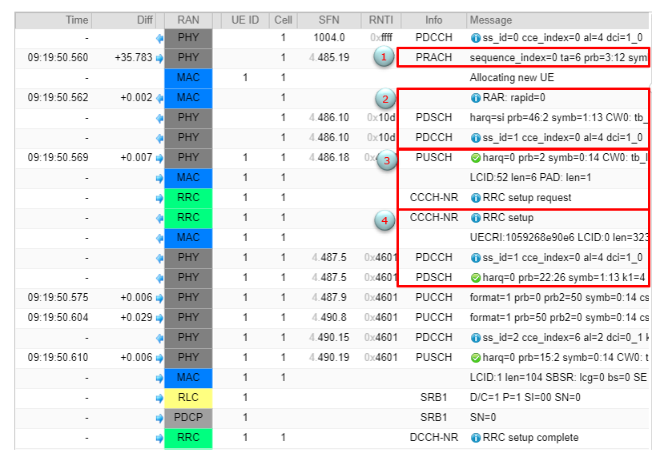 Time Diff RAN UE ID Cell SFN RNTI Info Message
- PHY 1 1004.0 0xffff PDCCH ss_id=0 cce_index=0 al=4 dci=1_0
09:19:50.560 +35.783 PHY 1 4.485.19 1 PRACH sequence_index=0 ta=6 prb=3:12 sym
- MAC 1 1 Allocating new UE
09:19:50.562 +0.002 MAC 1 2 RAR: rapid=0
- PHY 1 4.486.10 0x10d PDSCH harq=si prb=46:2 symb=1:13 CW0: tb_
- PHY 1 4.486.10 0x10d PDCCH ss_id=1 cce_index=0 al=4 dci=1_0
09:19:50.569 +0.007 PHY 1 1 4.486.18 3 PUSCH harq=0 prb=2 symb=0:14 CW0: tb_l
- MAC 1 1 LCID:52 len=6 PAD: len=1
- RRC 1 1 CCCH-NR RRC setup request
- RRC 1 1 4 CCCH-NR RRC setup
- MAC 1 1 UECRI:1059268e90e6 LCID:0 len=323
- PHY 1 1 4.487.5 0x4601 PDCCH ss_id=1 cce_index=0 al=4 dci=1_0
- PHY 1 1 4.487.5 0x4601 PDSCH harq=0 prb=22:26 symb=1:13 k1=4
09:19:50.575 +0.006 PHY 1 1 4.487.9 0x4601 PUCCH format=1 prb=0 prb2=50 symb=0:14 cs
09:19:50.604 +0.029 PHY 1 1 4.490.8 0x4601 PUCCH format=1 prb=50 prb2=0 symb=0:14 cs
- PHY 1 1 4.490.15 0x4601 PDCCH ss_id=2 cce_index=6 al=2 dci=0_1 k
09:19:50.610 +0.006 PHY 1 1 4.490.19 0x4601 PUSCH harq=0 prb=15:2 symb=0:14 CW0: t
- MAC 1 1 LCID:1 len=104 SBSR: lcg=0 bs=0 SE
- RLC 1 SRB1 D/C=1 P=1 SI=00 SN=0
- PDCP 1 SRB1 SN=0
- RRC 1 1 DCCH-NR RRC setup complete